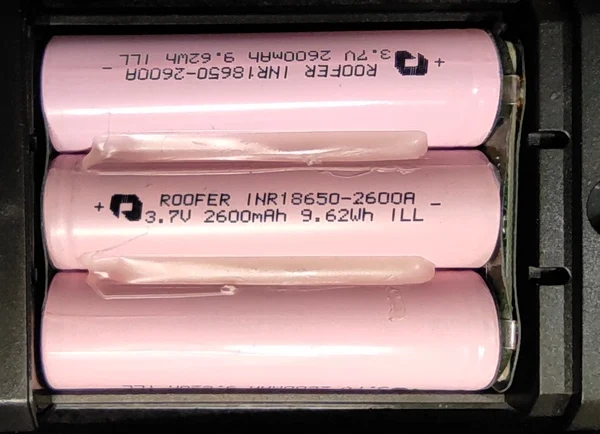 ROOFER INR18650-2600A
3.7V 2600mAh 9.62Wh ILL
+
-
+ ROOFER INR18650-2600A -
3.7V 2600mAh 9.62Wh ILL